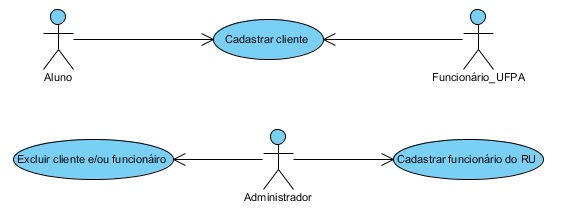 Cadastrar cliente
Aluno
Funcionário_UFPA
Excluir cliente e/ou funcionáiro
Cadastrar funcionário do RU
Administrador